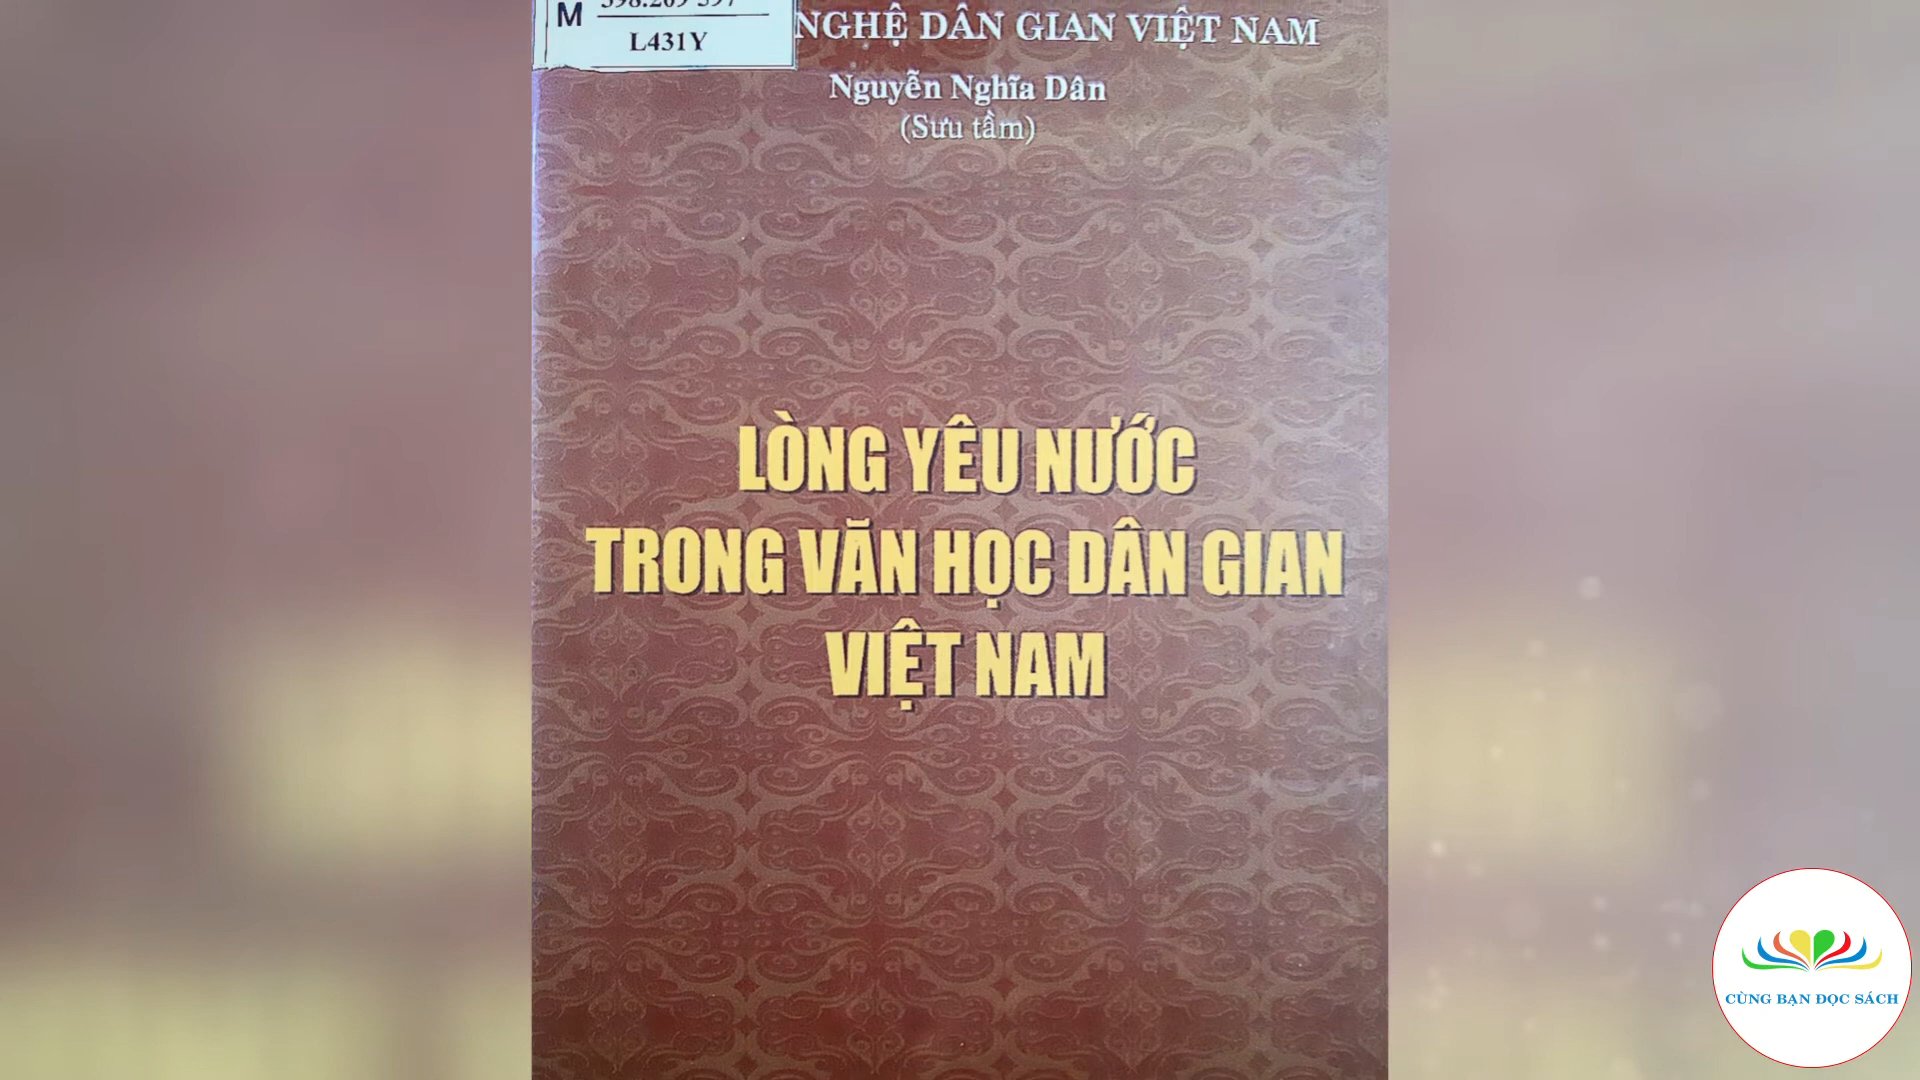 M
L431Y
NGHỆ DÂN GIAN VIỆT NAM
Nguyễn Nghĩa Dân
(Sưu tầm)
LÒNG YÊU NƯỚC
TRONG VĂN HỌC DÂN GIAN
VIỆT NAM
CÙNG BẠN ĐỌC SÁCH